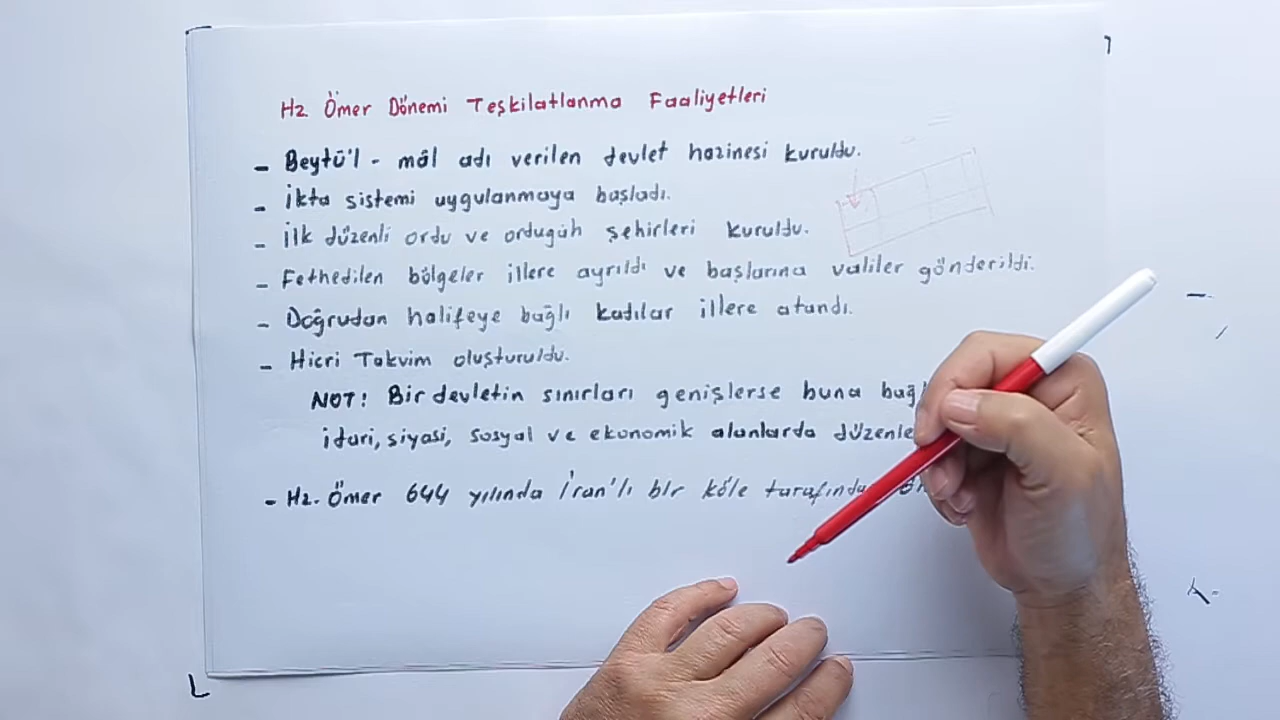 Hz. Ömer Dönemi Teşkilatlanma Faaliyetleri
- Beytü'l - mâl adı verilen devlet hazinesi kuruldu.
- İkta sistemi uygulanmaya başladı.
- İlk düzenli ordu ve ordugâh şehirleri kuruldu.
- Fethedilen bölgeler illere ayrıldı ve başlarına valiler gönderildi.
- Doğrudan halifeye bağlı kadılar illere atandı.
- Hicri Takvim oluşturuldu.
NOT: Bir devletin sınırları genişlerse buna
idari, siyasi, sosyal ve ekonomik alanlarda
- Hz. Ömer 644 yılında İran'lı bir köle